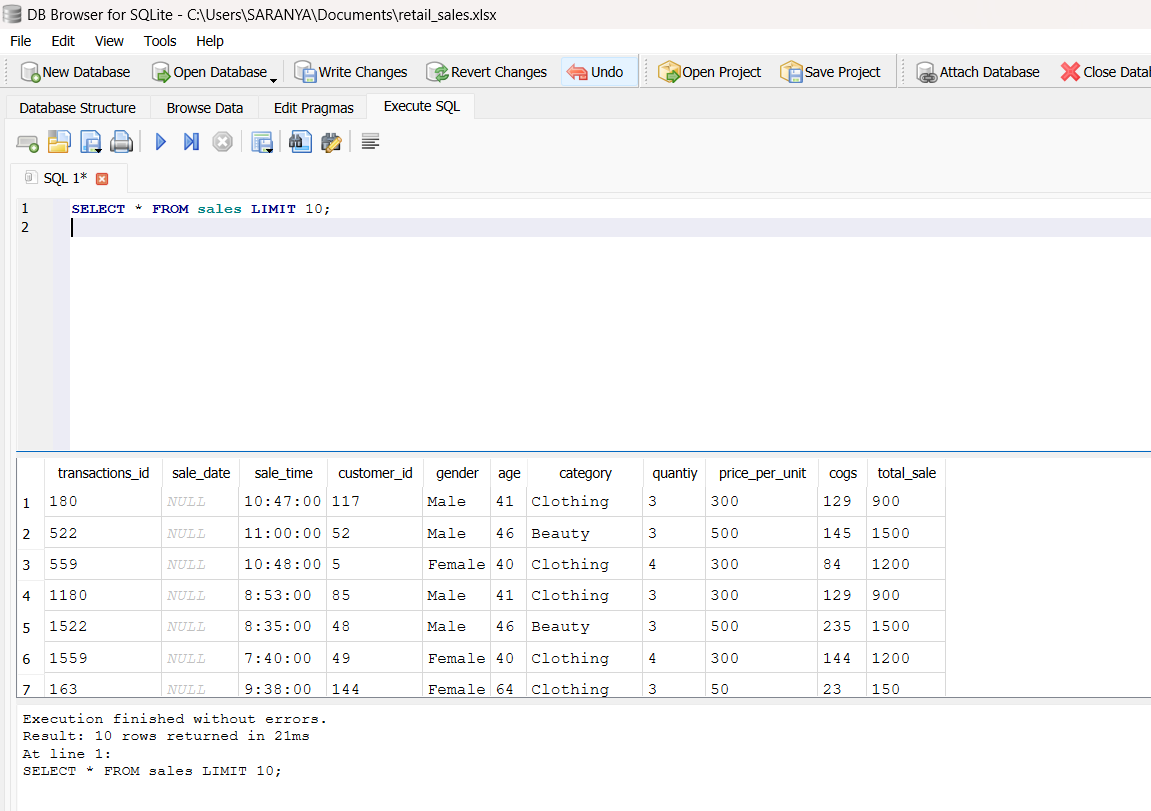 DB Browser for SQLite - C:\Users\SARANYA\Documents\retail_sales.xlsx
File Edit View Tools Help
New Database Open Database Write Changes Revert Changes Undo Open Project Save Project Attach Database Close Datal
Database Structure Browse Data Edit Pragmas Execute SQL
SQL 1*
1 SELECT * FROM sales LIMIT 10;
2
transactions_id sale_date sale_time customer_id gender age category quantiy price_per_unit cogs total_sale
1 180 NULL 10:47:00 117 Male 41 Clothing 3 300 129 900
2 522 NULL 11:00:00 52 Male 46 Beauty 3 500 145 1500
3 559 NULL 10:48:00 5 Female 40 Clothing 4 300 84 1200
4 1180 NULL 8:53:00 85 Male 41 Clothing 3 300 129 900
5 1522 NULL 8:35:00 48 Male 46 Beauty 3 500 235 1500
6 1559 NULL 7:40:00 49 Female 40 Clothing 4 300 144 1200
7 163 NULL 9:38:00 144 Female 64 Clothing 3 50 23 150
Execution finished without errors.
Result: 10 rows returned in 21ms
At line 1:
SELECT * FROM sales LIMIT 10;